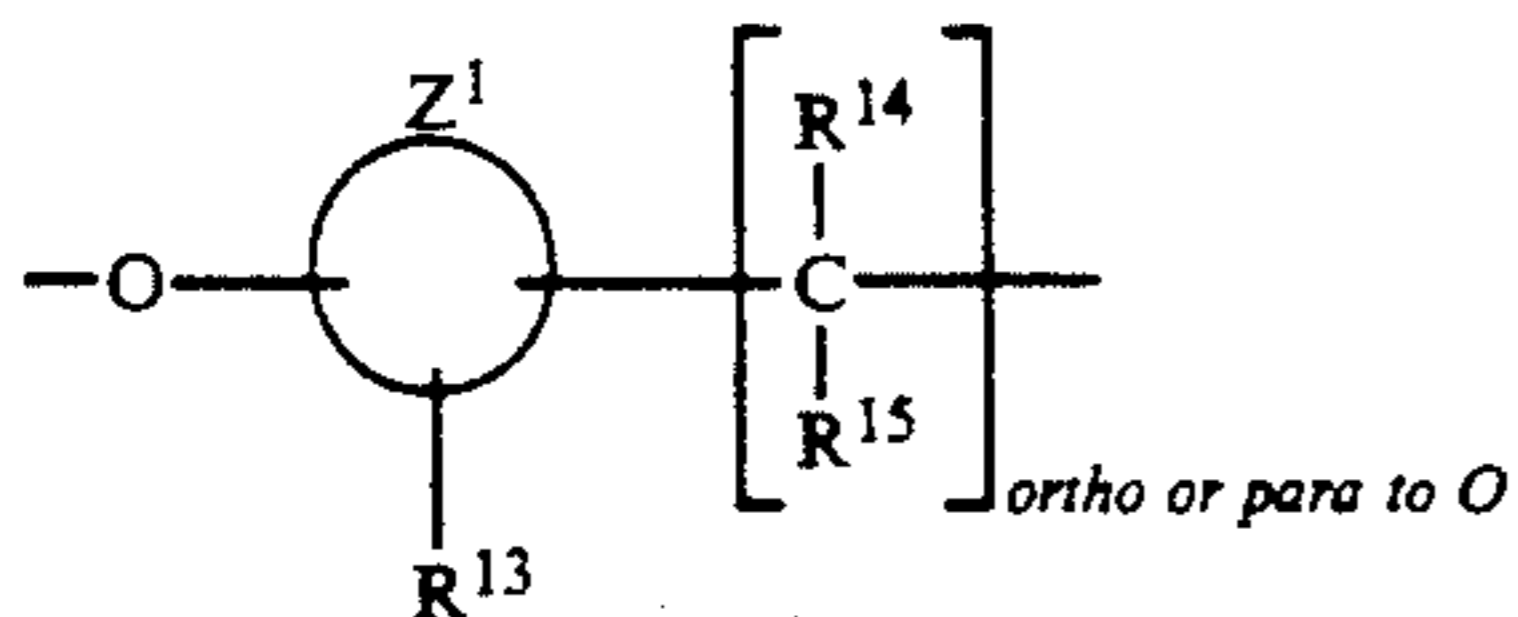 Z¹
R¹⁴
—O— —C—
R¹⁵
ortho or para to O
R¹³